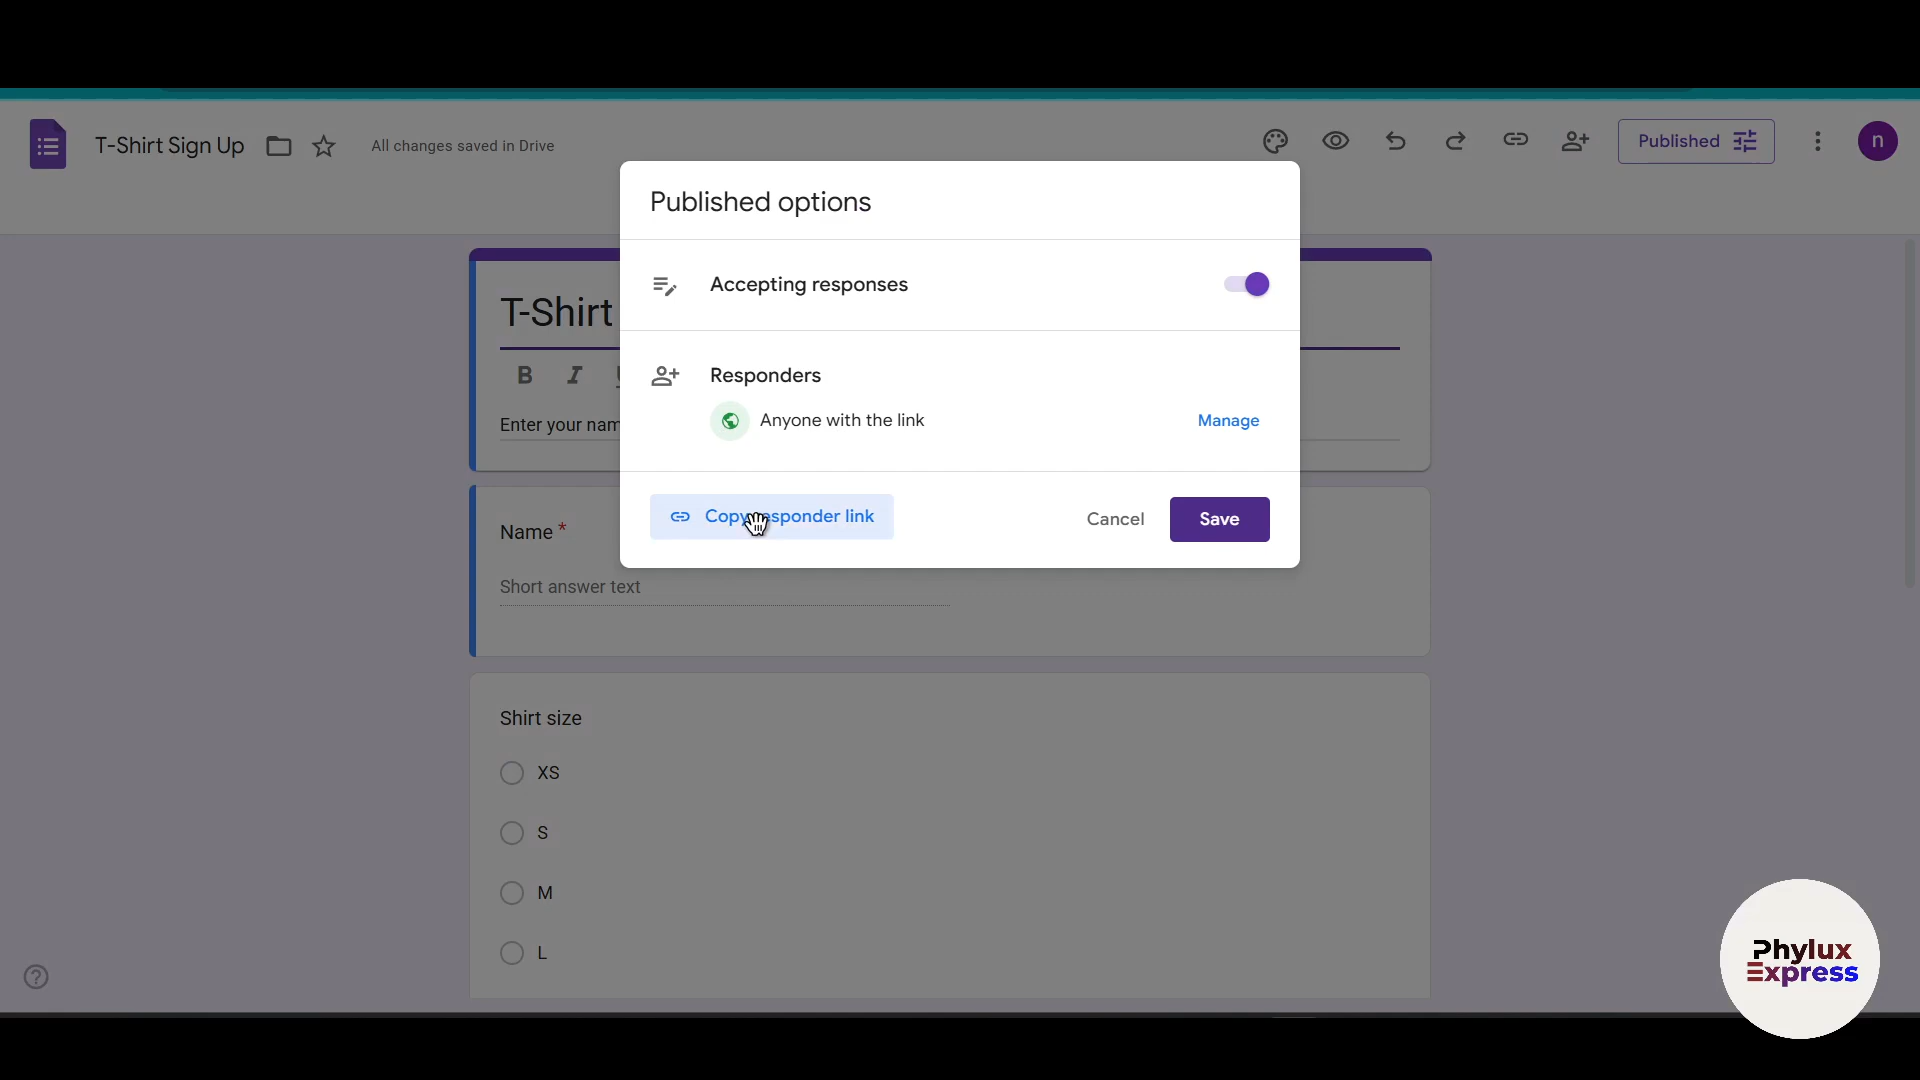 T-Shirt Sign Up
All changes saved in Drive
Published
n
Published options
Accepting responses
Responders
Anyone with the link
Manage
Copy responder link
Cancel
Save
T-Shirt
B I U
Enter your nam
Name *
Short answer text
Shirt size
XS
S
M
L
?
Phylux
Express